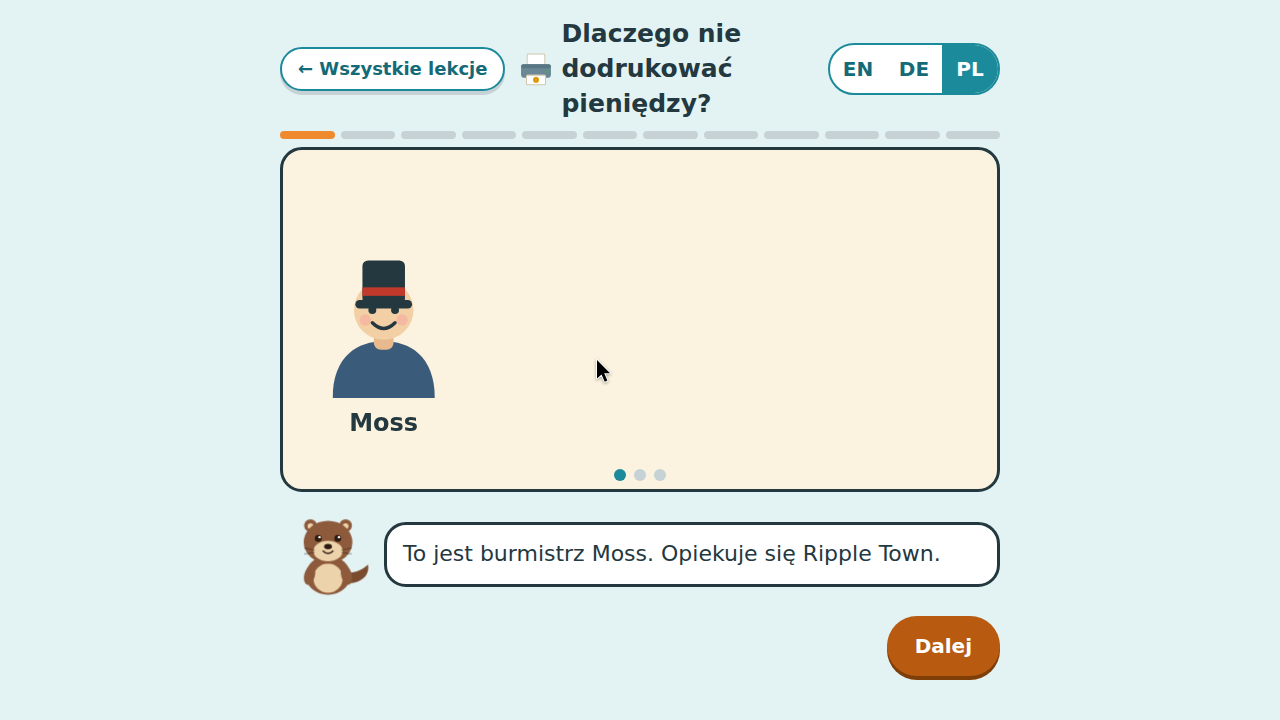 ← Wszystkie lekcje
Dlaczego nie
dodrukować
pieniędzy?
EN DE PL
Moss
To jest burmistrz Moss. Opiekuje się Ripple Town.
Dalej